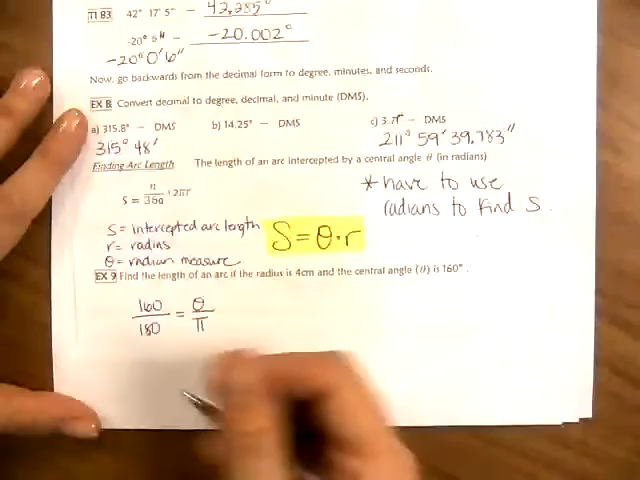 TI 83 42° 17' 5" – 42.285°
-20° 6" – -20.002°
-20° 0' 6"
Now, go backwards from the decimal form to degree, minutes, and seconds.
EX 8 Convert decimal to degree, decimal, and minute (DMS).
a) 315.8° – DMS b) 14.25° – DMS c) 3.7r – DMS
315° 48' 211° 59' 39.783"
Finding Arc Length The length of an arc intercepted by a central angle θ (in radians)
S = n/360 · 2πr
* have to use
radians to find S.
S = intercepted arc length
r = radius
θ = radian measure
S = θ · r
EX 9 Find the length of an arc if the radius is 4cm and the central angle (θ) is 160°.
160/180 = θ/π